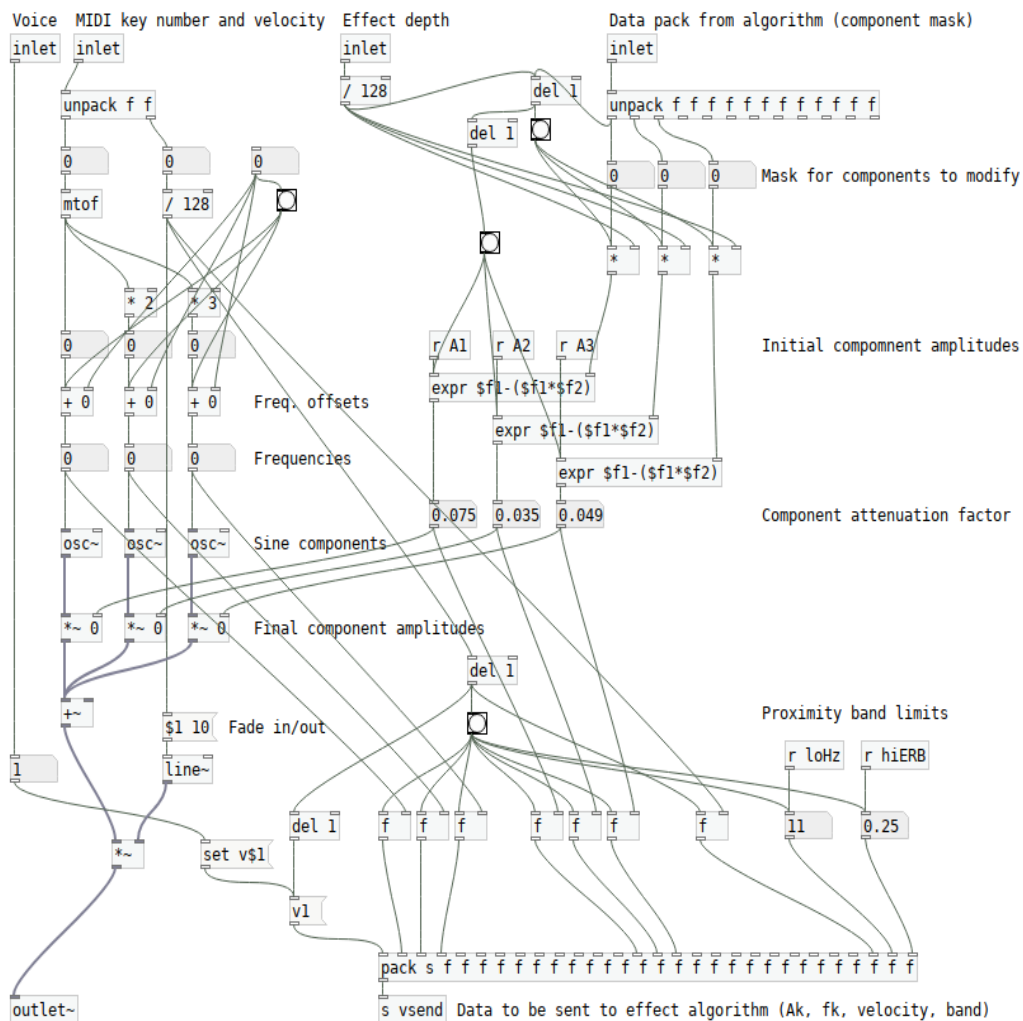 Voice MIDI key number and velocity Effect depth Data pack from algorithm (component mask)
inlet inlet inlet inlet
/ 128 del 1
unpack f f unpack f f f f f f f f f f f
del 1
0 0 0
0 0 0 Mask for components to modify
mtof / 128
* * *
* 2 * 3
0 0 0 r A1 r A2 r A3 Initial compomnent amplitudes
expr $f1-($f1*$f2)
+ 0 + 0 + 0 Freq. offsets
expr $f1-($f1*$f2)
0 0 0 Frequencies
expr $f1-($f1*$f2)
0.075 0.035 0.049 Component attenuation factor
osc~ osc~ osc~ Sine components
*~ 0 *~ 0 *~ 0 Final component amplitudes
del 1
+~ Proximity band limits
$1 10 Fade in/out
r loHz r hiERB
1 line~
del 1 f f f f f f f 11 0.25
*~ set v$1
v1
pack s f f f f f f f f f f f f f f f f f f f f f f f f f f
outlet~ s vsend Data to be sent to effect algorithm (Ak, fk, velocity, band)